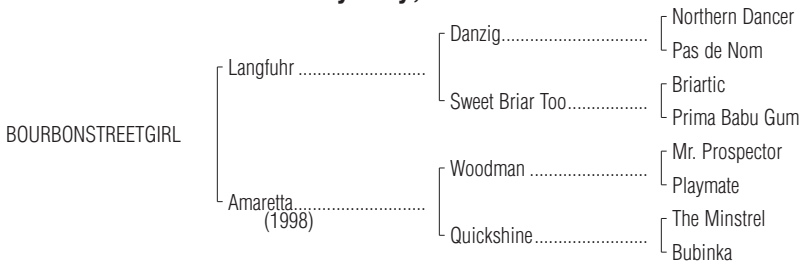 Northern Dancer
Danzig..................................
Pas de Nom
Langfuhr ..........................
Briartic
Sweet Briar Too..................
Prima Babu Gum
BOURBONSTREETGIRL
Mr. Prospector
Woodman ..........................
Playmate
Amaretta............................
(1998)
The Minstrel
Quickshine.........................
Bubinka